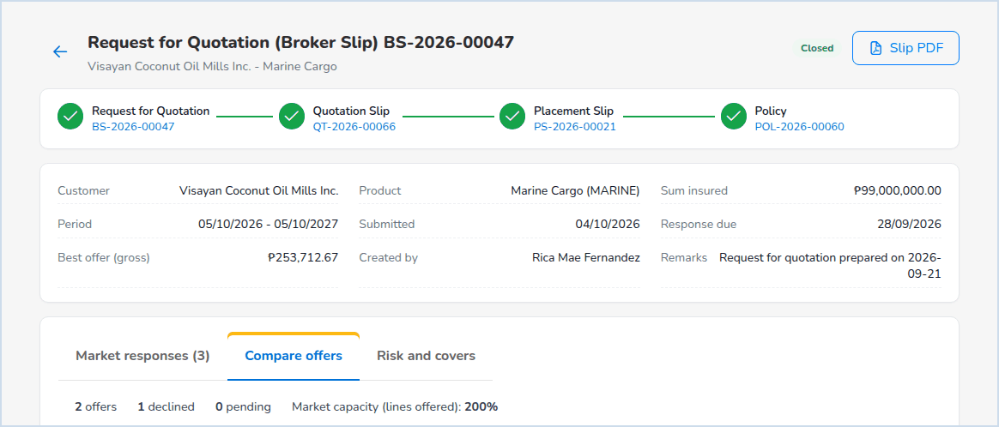 Request for Quotation (Broker Slip) BS-2026-00047
Visayan Coconut Oil Mills Inc. - Marine Cargo
Closed
Slip PDF
Request for Quotation
BS-2026-00047
Quotation Slip
QT-2026-00066
Placement Slip
PS-2026-00021
Policy
POL-2026-00060
Customer Visayan Coconut Oil Mills Inc.
Product Marine Cargo (MARINE)
Sum insured ₱99,000,000.00
Period 05/10/2026 - 05/10/2027
Submitted 04/10/2026
Response due 28/09/2026
Best offer (gross) ₱253,712.67
Created by Rica Mae Fernandez
Remarks Request for quotation prepared on 2026-
09-21
Market responses (3) Compare offers Risk and covers
2 offers 1 declined 0 pending Market capacity (lines offered): 200%